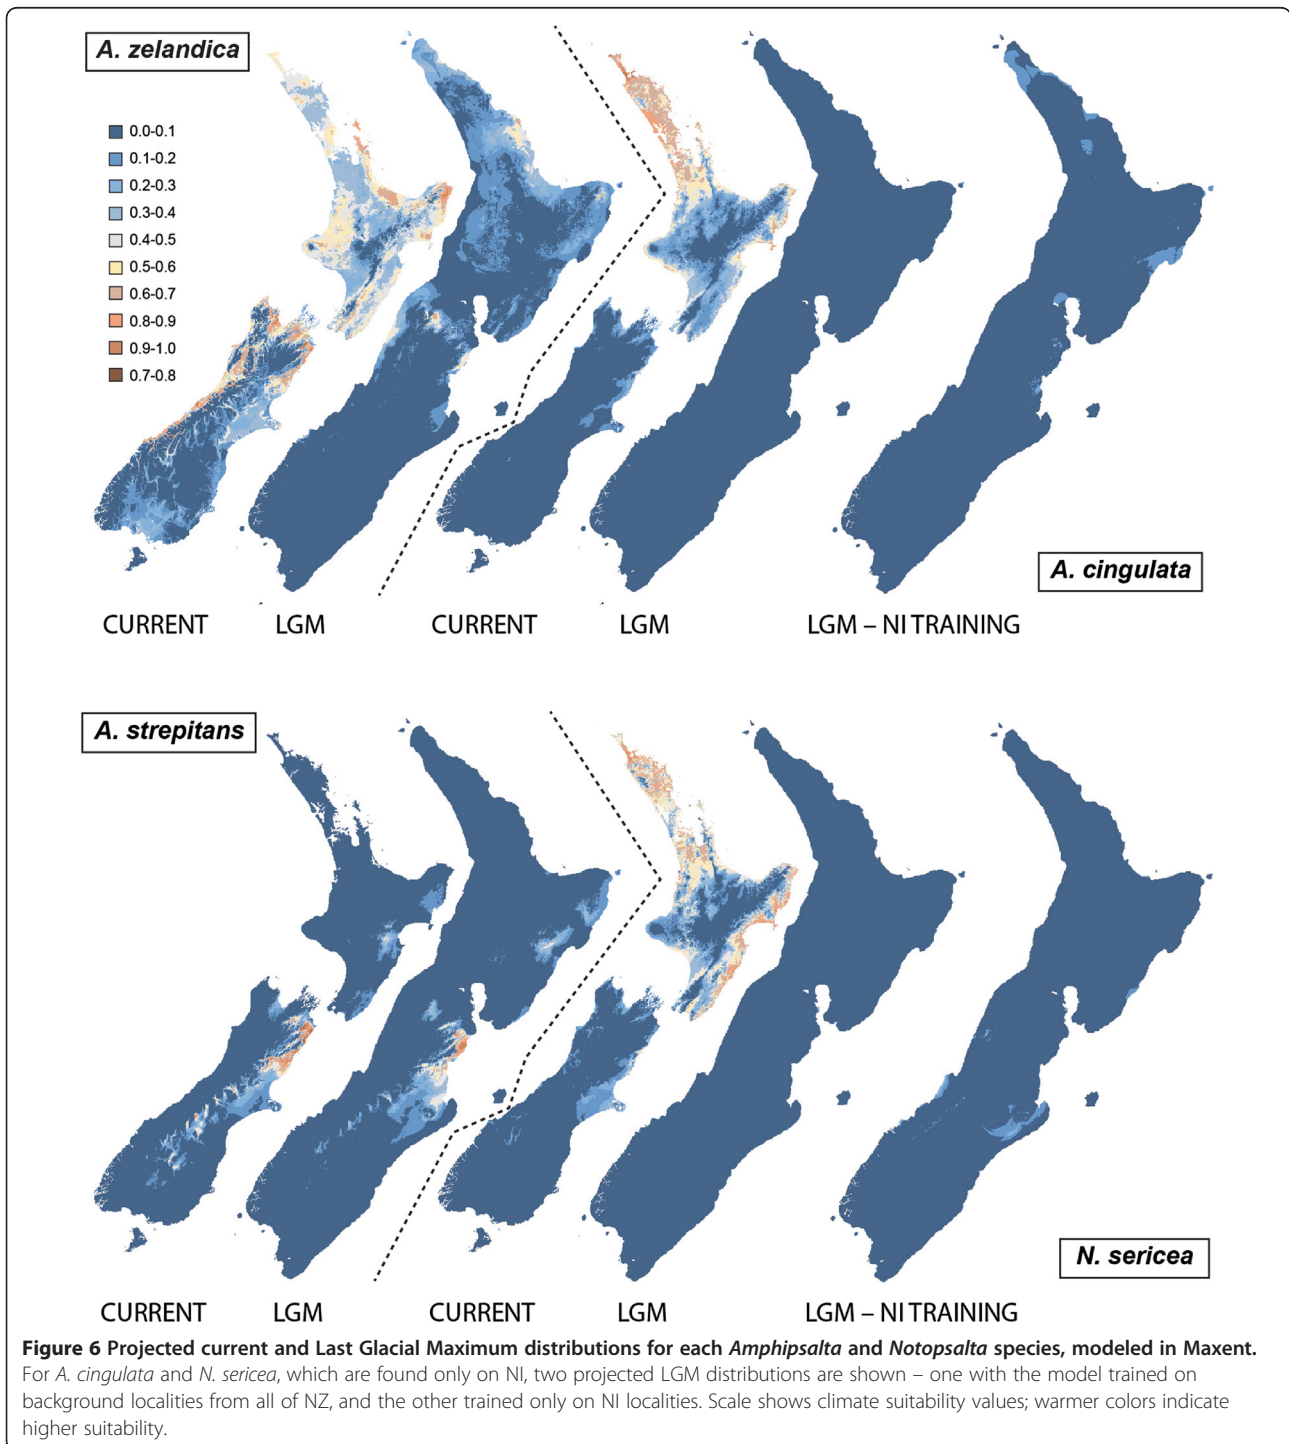 A. zelandica
0.0-0.1
0.1-0.2
0.2-0.3
0.3-0.4
0.4-0.5
0.5-0.6
0.6-0.7
0.8-0.9
0.9-1.0
0.7-0.8
A. cingulata
CURRENT LGM CURRENT LGM LGM – NI TRAINING
A. strepitans
N. sericea
CURRENT LGM CURRENT LGM LGM – NI TRAINING
Figure 6 Projected current and Last Glacial Maximum distributions for each Amphipsalta and Notopsalta species, modeled in Maxent.
For A. cingulata and N. sericea, which are found only on NI, two projected LGM distributions are shown – one with the model trained on
background localities from all of NZ, and the other trained only on NI localities. Scale shows climate suitability values; warmer colors indicate
higher suitability.